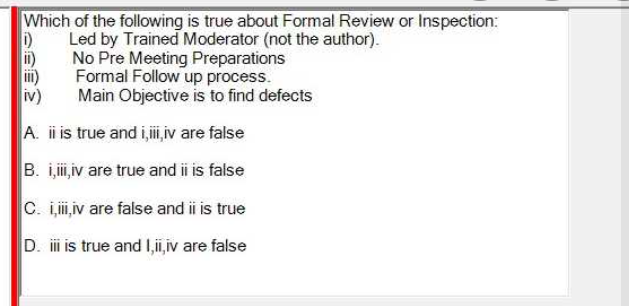 Which of the following is true about Formal Review or Inspection:
i) Led by Trained Moderator (not the author).
ii) No Pre Meeting Preparations
iii) Formal Follow up process.
iv) Main Objective is to find defects
A. ii is true and i,iii,iv are false
B. i,iii,iv are true and ii is false
C. i,iii,iv are false and ii is true
D. iii is true and I,ii,iv are false